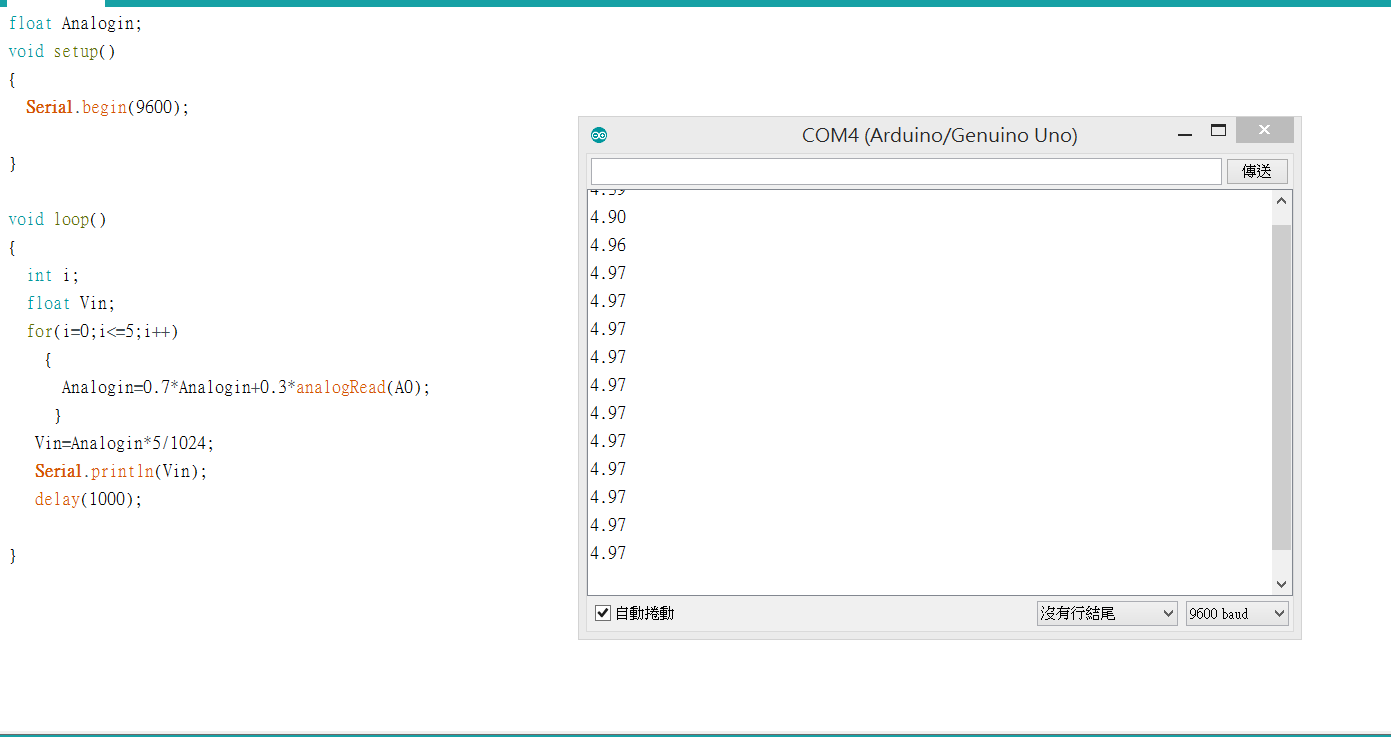 float Analogin;
void setup()
{
Serial.begin(9600);
}
void loop()
{
int i;
float Vin;
for(i=0;i<=5;i++)
{
Analogin=0.7*Analogin+0.3*analogRead(A0);
}
Vin=Analogin*5/1024;
Serial.println(Vin);
delay(1000);
}
COM4 (Arduino/Genuino Uno)
傳送
4.90
4.96
4.97
4.97
4.97
4.97
4.97
4.97
4.97
4.97
4.97
4.97
4.97
自動捲動
沒有行結尾
9600 baud